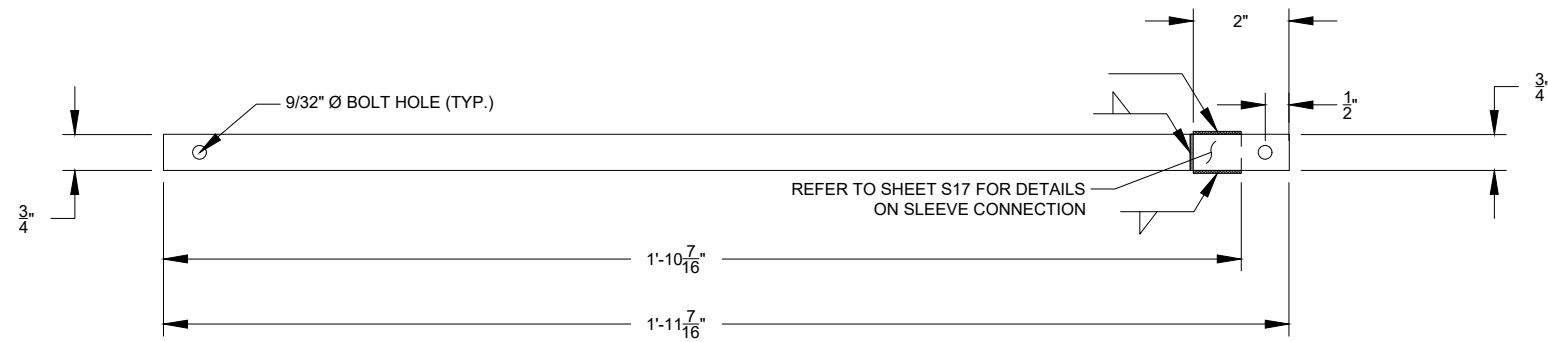 2"
9/32" Ø BOLT HOLE (TYP.)
1/2"
3/4"
3/4"
REFER TO SHEET S17 FOR DETAILS
ON SLEEVE CONNECTION
1'-10 7/16"
1'-11 7/16"